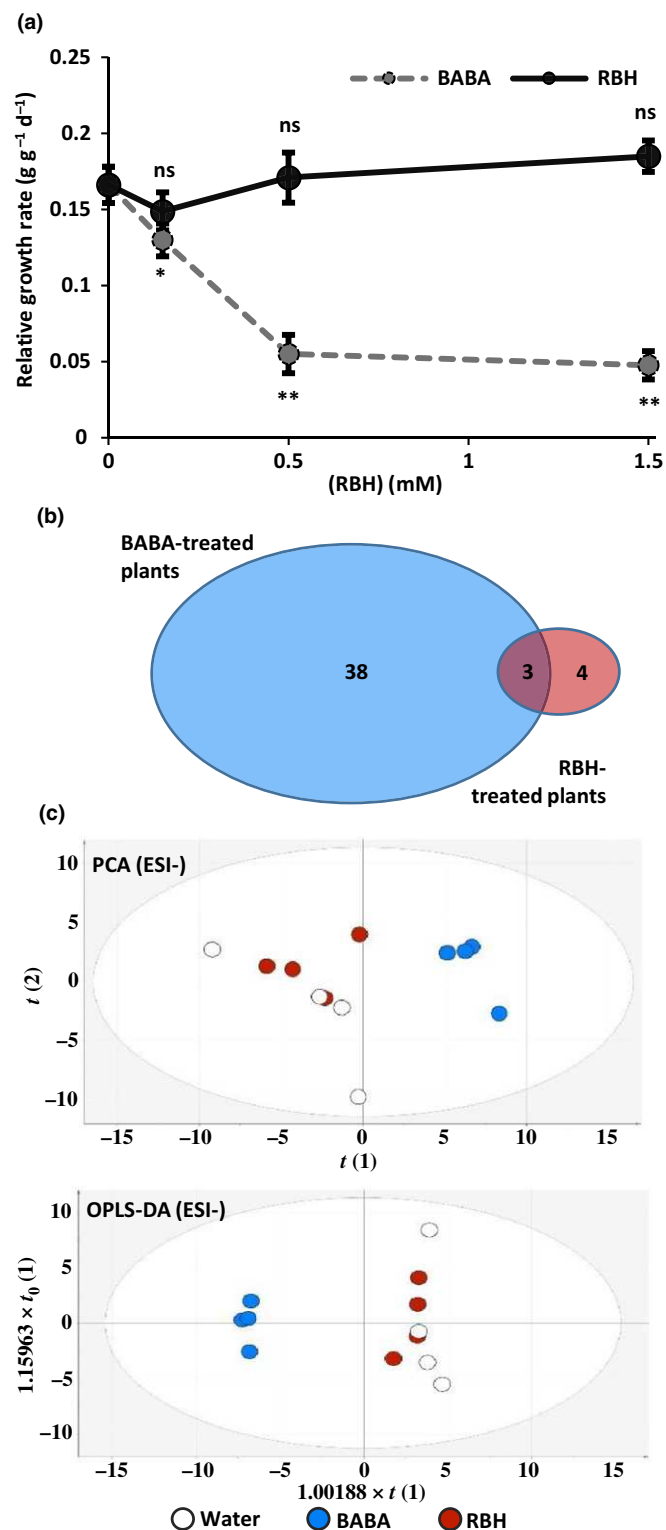 (a)
0.25
BABA RBH
0.2
ns
ns
ns
0.15
*
0.1
0.05
**
**
0
Relative growth rate (g g⁻¹ d⁻¹)
0 0.5 1 1.5
(RBH) (mM)
(b)
BABA-treated
plants
38 3 4
RBH-
treated plants
(c)
PCA (ESI-)
10
5
0
−5
−10
t (2)
−15 −10 −5 0 5 10 15
t (1)
OPLS-DA (ESI-)
10
5
0
−5
−10
1.15963 × t₀ (1)
−15 −10 −5 0 5 10 15
1.00188 × t (1)
Water BABA RBH